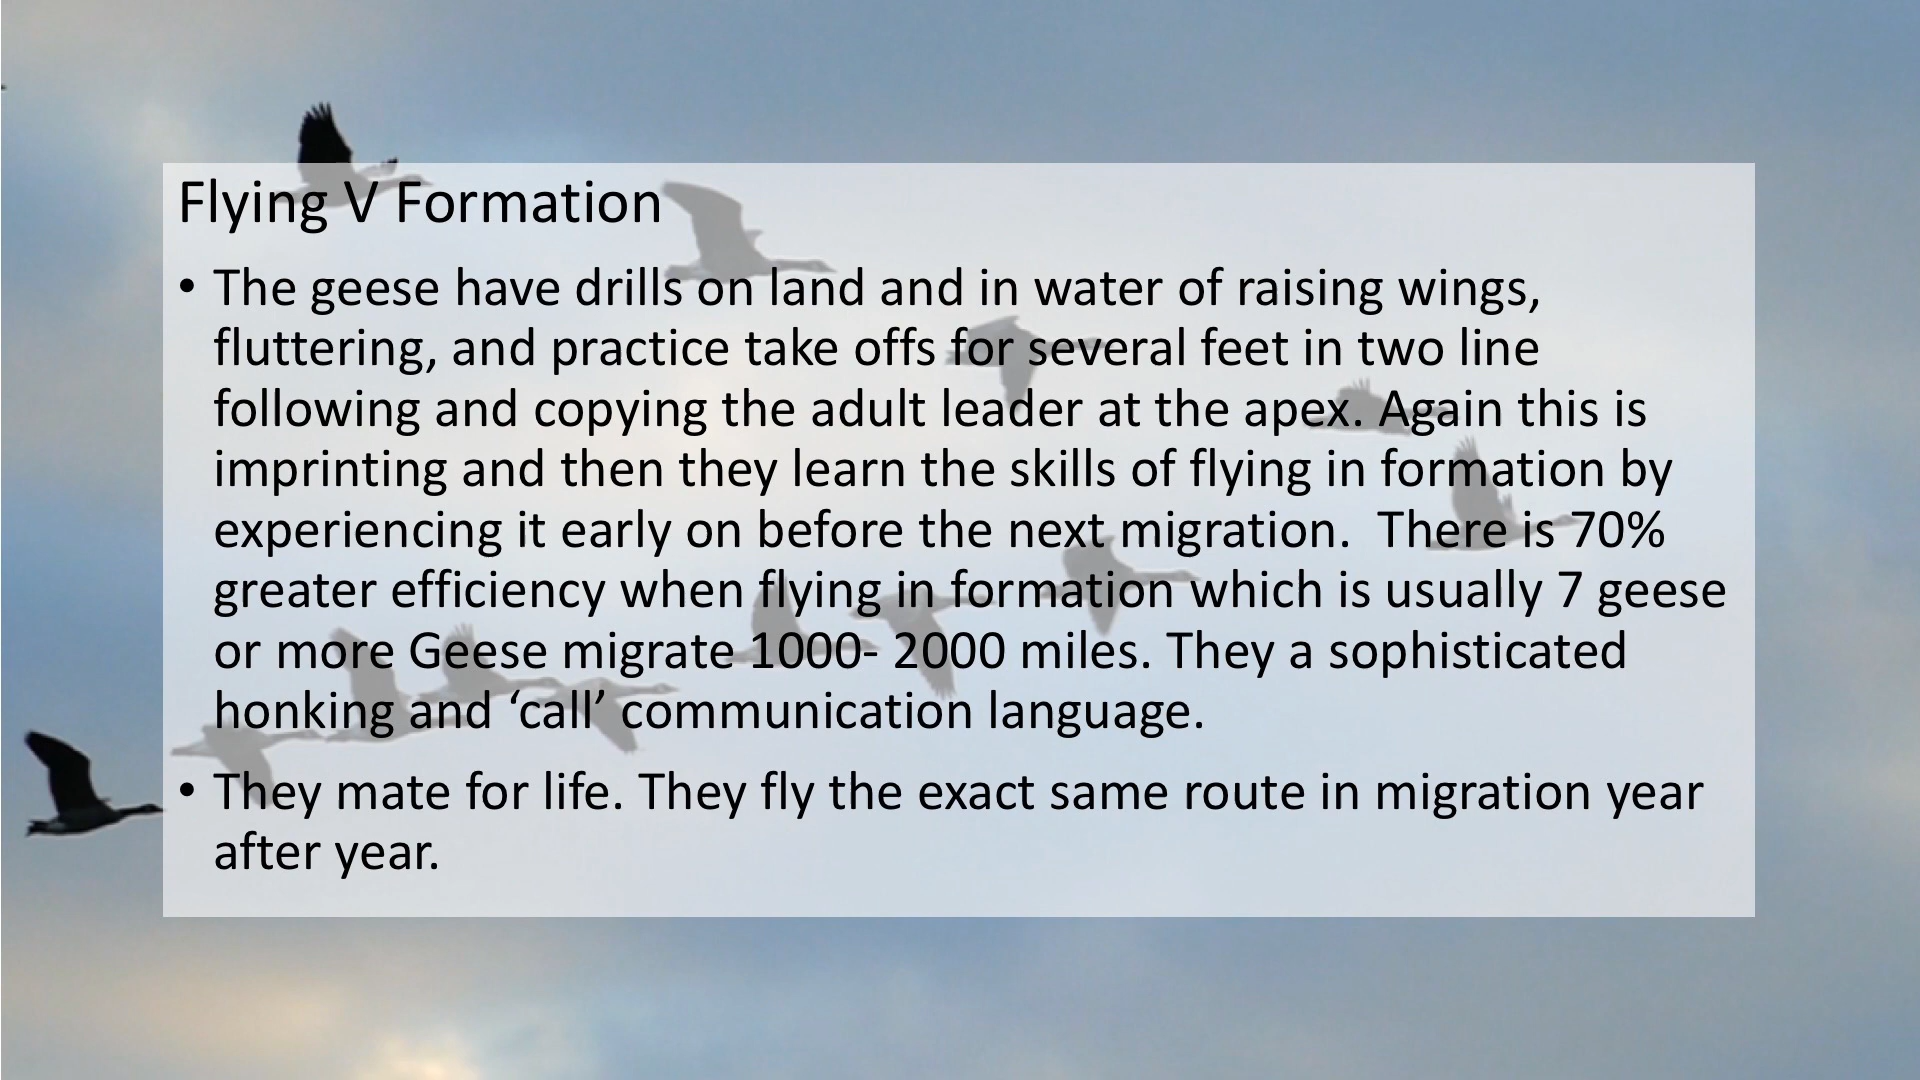 Flying V Formation
• The geese have drills on land and in water of raising wings,
fluttering, and practice take offs for several feet in two line
following and copying the adult leader at the apex. Again this is
imprinting and then they learn the skills of flying in formation by
experiencing it early on before the next migration.  There is 70%
greater efficiency when flying in formation which is usually 7 geese
or more Geese migrate 1000- 2000 miles. They a sophisticated
honking and ‘call’ communication language.
• They mate for life. They fly the exact same route in migration year
after year.